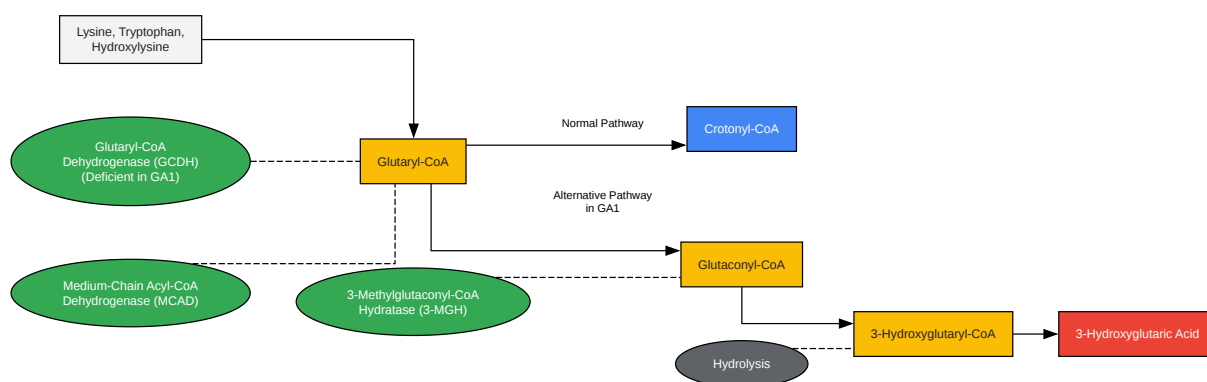 Lysine, Tryptophan,
Hydroxylysine
Normal Pathway
Crotonyl-CoA
Glutaryl-CoA
Dehydrogenase (GCDH)
(Deficient in GA1)
Glutaryl-CoA
Alternative Pathway
in GA1
Glutaconyl-CoA
Medium-Chain Acyl-CoA
Dehydrogenase (MCAD)
3-Methylglutaconyl-CoA
Hydratase (3-MGH)
3-Hydroxyglutaryl-CoA
3-Hydroxyglutaric Acid
Hydrolysis